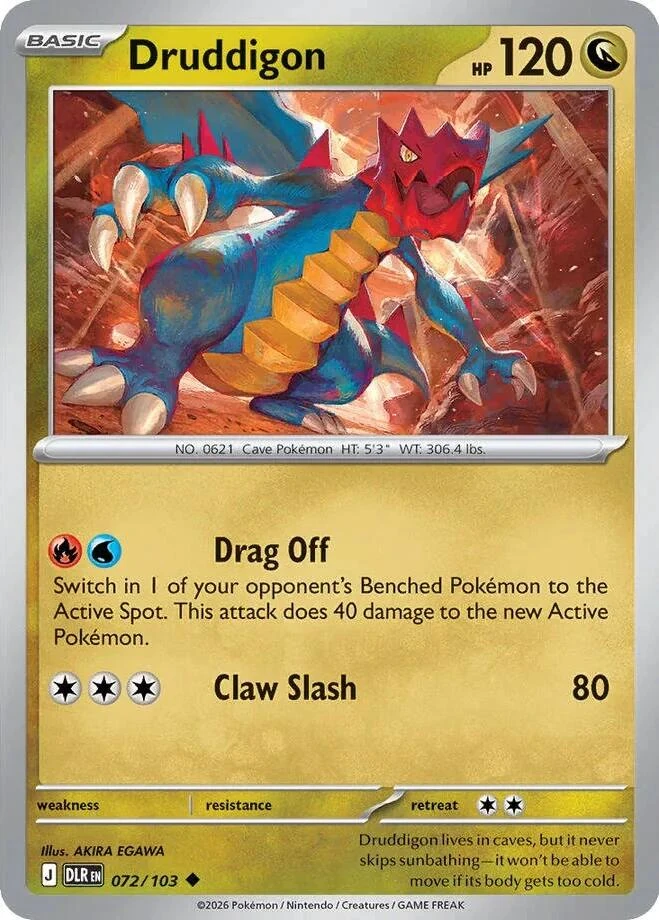 BASIC Druddigon HP 120
NO. 0621 Cave Pokémon HT: 5'3" WT: 306.4 lbs.
Drag Off
Switch in 1 of your opponent's Benched Pokémon to the
Active Spot. This attack does 40 damage to the new Active
Pokémon.
Claw Slash 80
weakness resistance retreat
Illus. AKIRA EGAWA
J DLR EN 072/103
Druddigon lives in caves, but it never
skips sunbathing—it won't be able to
move if its body gets too cold.
©2026 Pokémon / Nintendo / Creatures / GAME FREAK